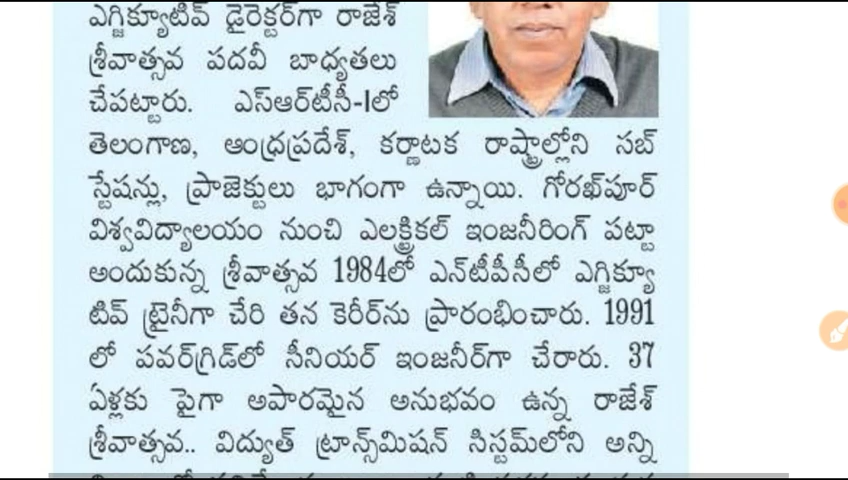 ఎగ్జిక్యూటివ్ డైరెక్టర్‌గా రాజేశ్
శ్రీవాత్సవ పదవీ బాధ్యతలు
చేపట్టారు. ఎస్ఆర్‌టీసీ-Iలో
తెలంగాణ, ఆంధ్రప్రదేశ్, కర్ణాటక రాష్ట్రాల్లోని సబ్
స్టేషన్లు, ప్రాజెక్టులు భాగంగా ఉన్నాయి. గోరఖ్‌పూర్
విశ్వవిద్యాలయం నుంచి ఎలక్ట్రికల్ ఇంజనీరింగ్ పట్టా
అందుకున్న శ్రీవాత్సవ 1984లో ఎన్‌టీపీసీలో ఎగ్జిక్యూ
టివ్ ట్రైనీగా చేరి తన కెరీర్‌ను ప్రారంభించారు. 1991
లో పవర్‌గ్రిడ్‌లో సీనియర్ ఇంజనీర్‌గా చేరారు. 37
ఏళ్లకు పైగా అపారమైన అనుభవం ఉన్న రాజేశ్
శ్రీవాత్సవ.. విద్యుత్ ట్రాన్స్‌మిషన్ సిస్టమ్‌లోని అన్ని